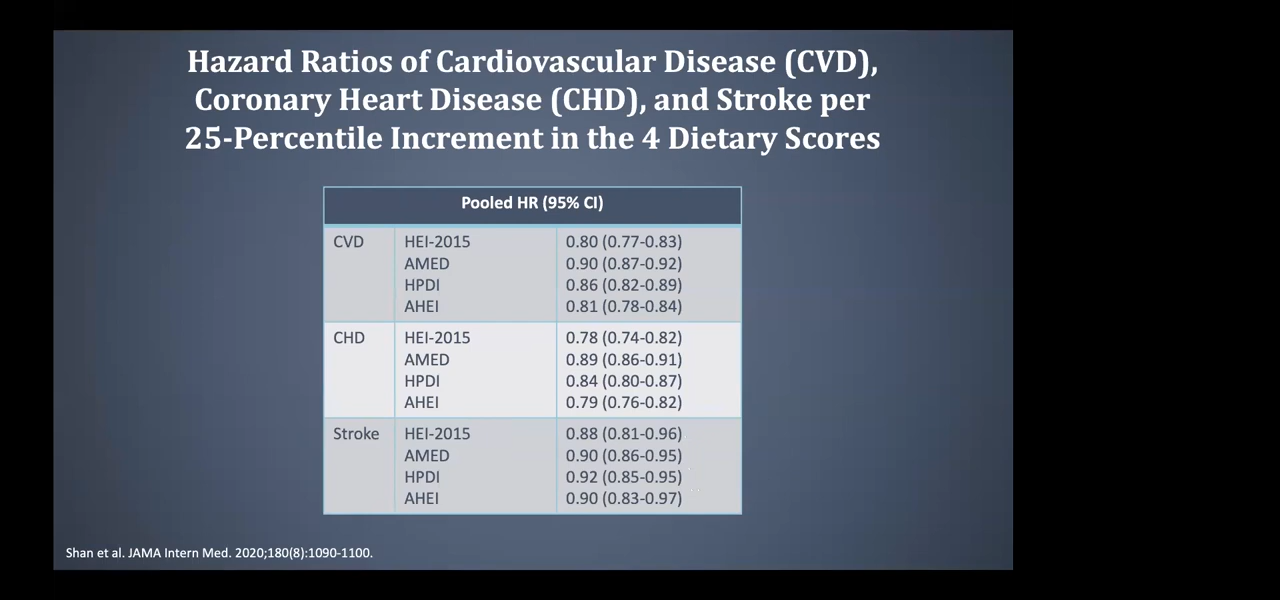 Hazard Ratios of Cardiovascular Disease (CVD),
Coronary Heart Disease (CHD), and Stroke per
25-Percentile Increment in the 4 Dietary Scores
Pooled HR (95% CI)
CVD HEI-2015 0.80 (0.77-0.83)
AMED 0.90 (0.87-0.92)
HPDI 0.86 (0.82-0.89)
AHEI 0.81 (0.78-0.84)
CHD HEI-2015 0.78 (0.74-0.82)
AMED 0.89 (0.86-0.91)
HPDI 0.84 (0.80-0.87)
AHEI 0.79 (0.76-0.82)
Stroke HEI-2015 0.88 (0.81-0.96)
AMED 0.90 (0.86-0.95)
HPDI 0.92 (0.85-0.95)
AHEI 0.90 (0.83-0.97)
Shan et al. JAMA Intern Med. 2020;180(8):1090-1100.